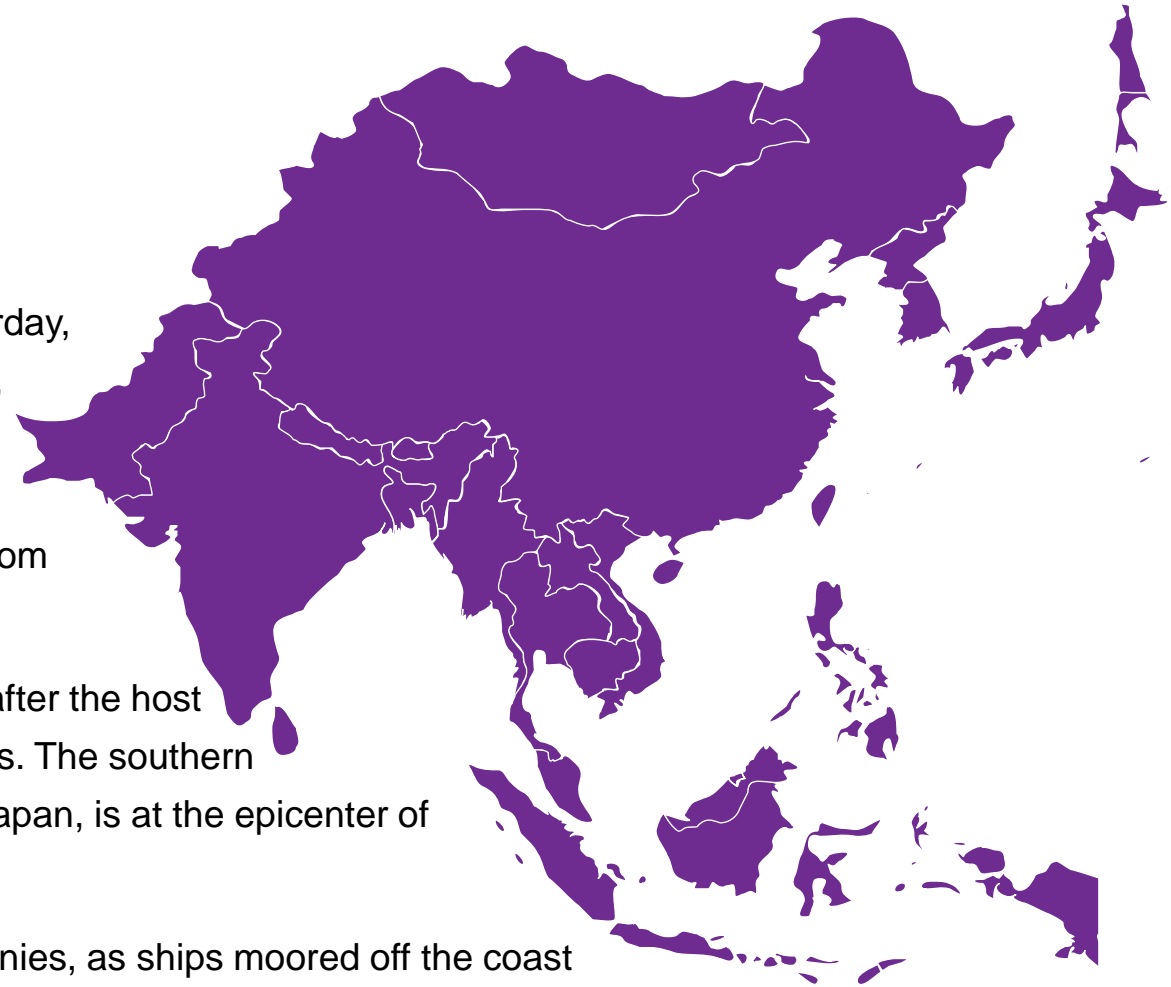 rday,
om
after the host
s. The southern
apan, is at the epicenter of
nies, as ships moored off the coast